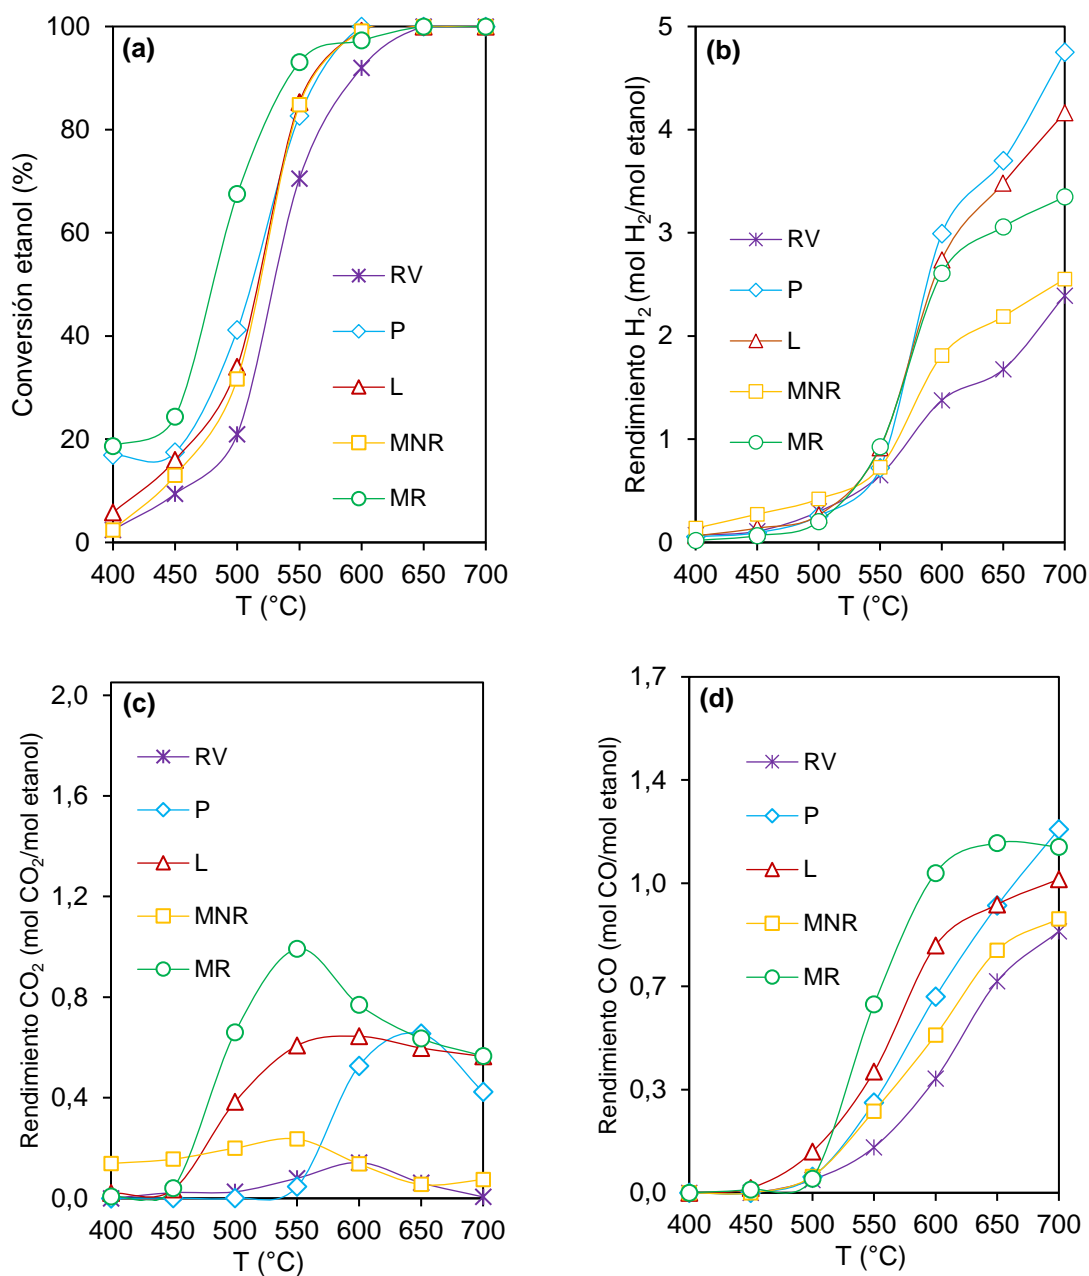 (a)
Conversión etanol (%)
100
80
60
40
20
0
RV
P
L
MNR
MR
400 450 500 550 600 650 700
T (°C)
(b)
Rendimiento H₂ (mol H₂/mol etanol)
5
4
3
2
1
0
RV
P
L
MNR
MR
400 450 500 550 600 650 700
T (°C)
(c)
Rendimiento CO₂ (mol CO₂/mol etanol)
2,0
1,6
1,2
0,8
0,4
0,0
RV
P
L
MNR
MR
400 450 500 550 600 650 700
T (°C)
(d)
Rendimiento CO (mol CO/mol etanol)
1,7
1,4
1,0
0,7
0,3
0,0
RV
P
L
MNR
MR
400 450 500 550 600 650 700
T (°C)